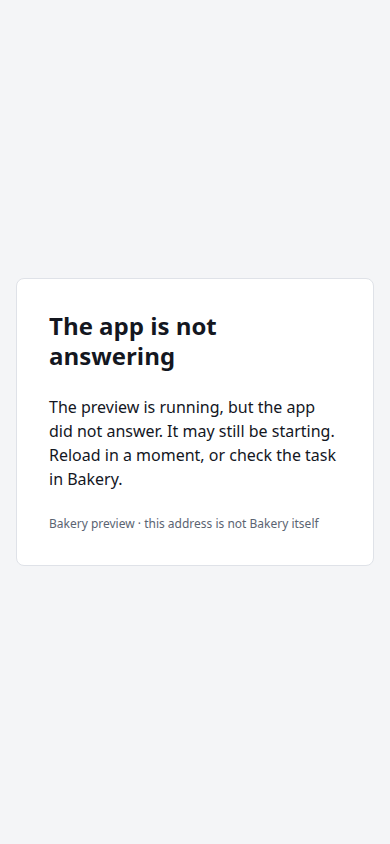 The app is not
answering
The preview is running, but the app
did not answer. It may still be starting.
Reload in a moment, or check the task
in Bakery.
Bakery preview · this address is not Bakery itself